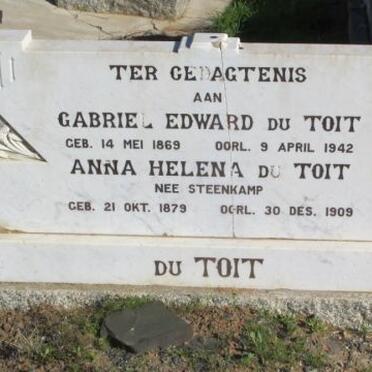 TER GEDAGTENIS
AAN
GABRIEL EDWARD DU TOIT
GEB. 14 MEI 1869 OORL. 9 APRIL 1942
ANNA HELENA DU TOIT
NEE STEENKAMP
GEB. 21 OKT. 1879 OORL. 30 DES. 1909
DU TOIT